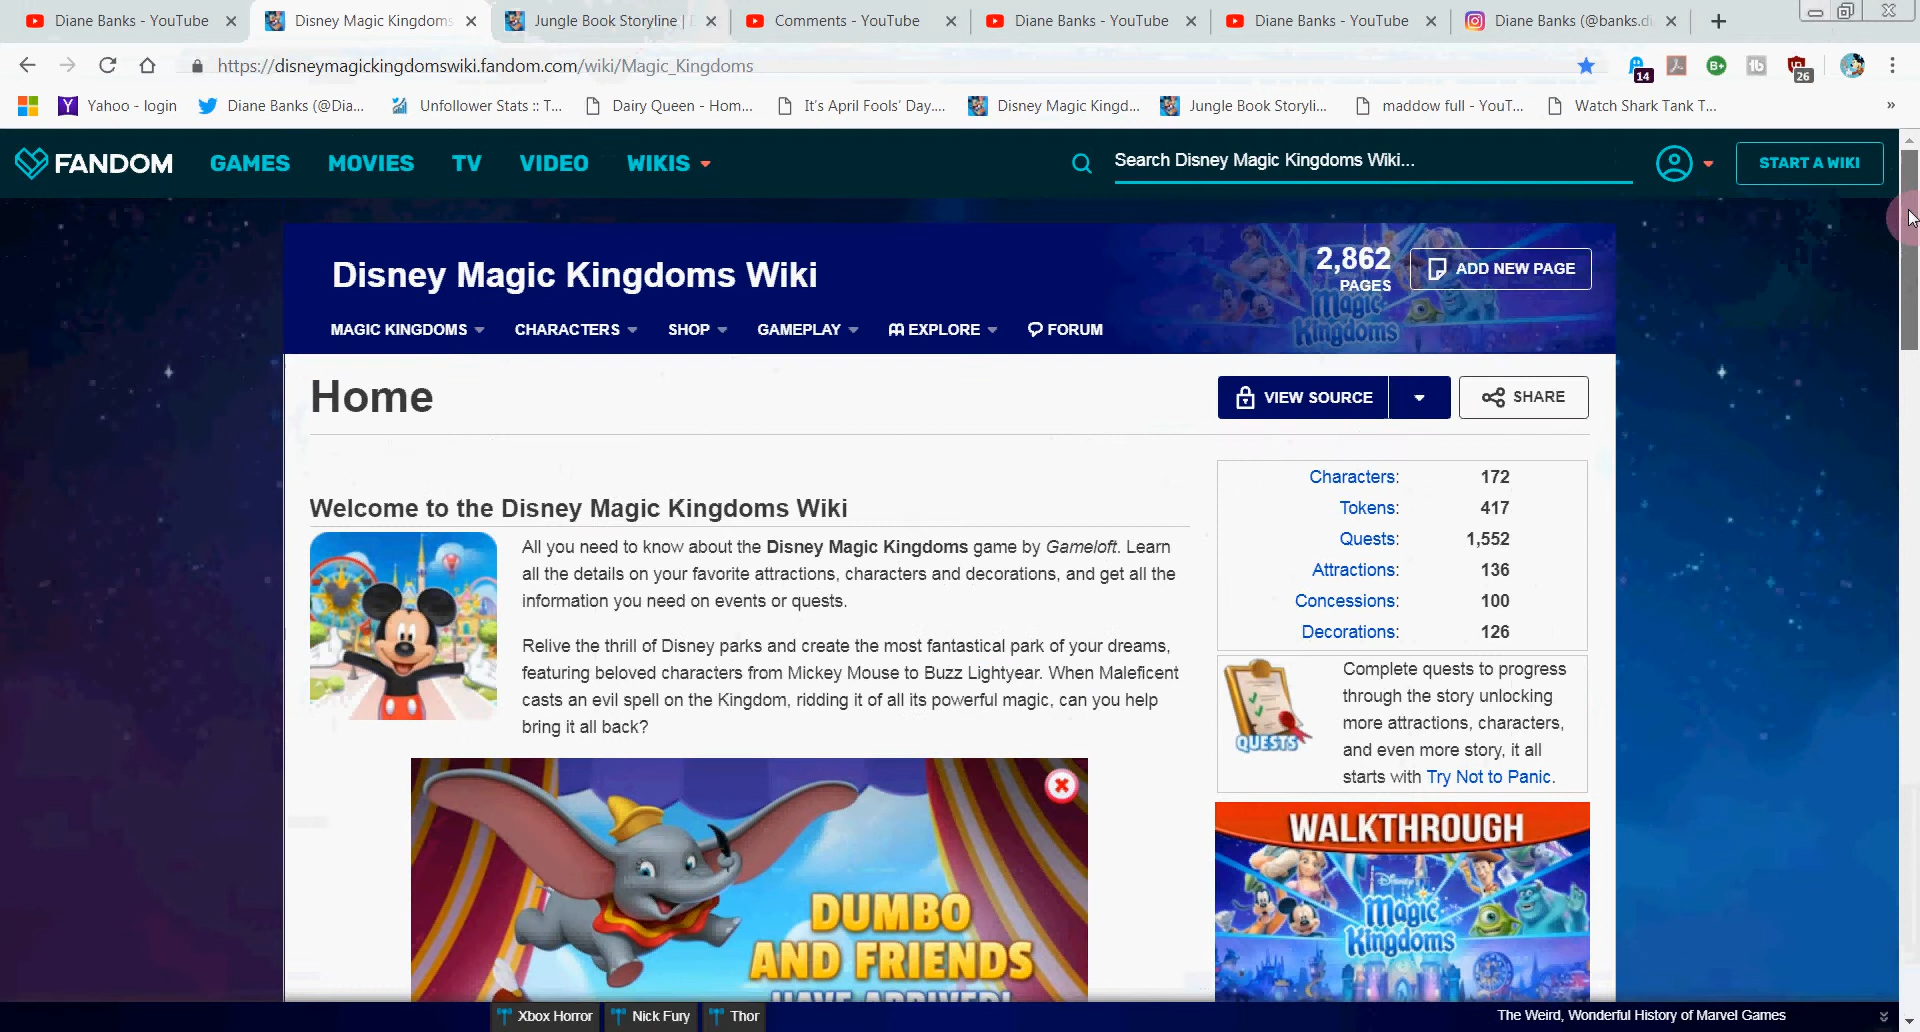 Diane Banks - YouTube
Disney Magic Kingdoms
Jungle Book Storyline |
Comments - YouTube
Diane Banks - YouTube
Diane Banks - YouTube
Diane Banks (@banks.d
https://disneymagickingdomswiki.fandom.com/wiki/Magic_Kingdoms
14
B+
tb
26
Yahoo - login
Diane Banks (@Dia...
Unfollower Stats :: T...
Dairy Queen - Hom...
It's April Fools' Day....
Disney Magic Kingd...
Jungle Book Storyli...
maddow full - YouT...
Watch Shark Tank T...
»
FANDOM
GAMES
MOVIES
TV
VIDEO
WIKIS
Search Disney Magic Kingdoms Wiki...
START A WIKI
Disney Magic Kingdoms Wiki
2,862
PAGES
ADD NEW PAGE
Magic
Kingdoms
MAGIC KINGDOMS
CHARACTERS
SHOP
GAMEPLAY
EXPLORE
FORUM
Home
VIEW SOURCE
SHARE
Welcome to the Disney Magic Kingdoms Wiki
All you need to know about the Disney Magic Kingdoms game by Gameloft. Learn
all the details on your favorite attractions, characters and decorations, and get all the
information you need on events or quests.
Relive the thrill of Disney parks and create the most fantastical park of your dreams,
featuring beloved characters from Mickey Mouse to Buzz Lightyear. When Maleficent
casts an evil spell on the Kingdom, ridding it of all its powerful magic, can you help
bring it all back?
DUMBO
AND FRIENDS
HAVE ARRIVED!
Characters: 172
Tokens: 417
Quests: 1,552
Attractions: 136
Concessions: 100
Decorations: 126
QUESTS
Complete quests to progress
through the story unlocking
more attractions, characters,
and even more story, it all
starts with Try Not to Panic.
WALKTHROUGH
Disney
Magic
Kingdoms
Xbox Horror
Nick Fury
Thor
The Weird, Wonderful History of Marvel Games